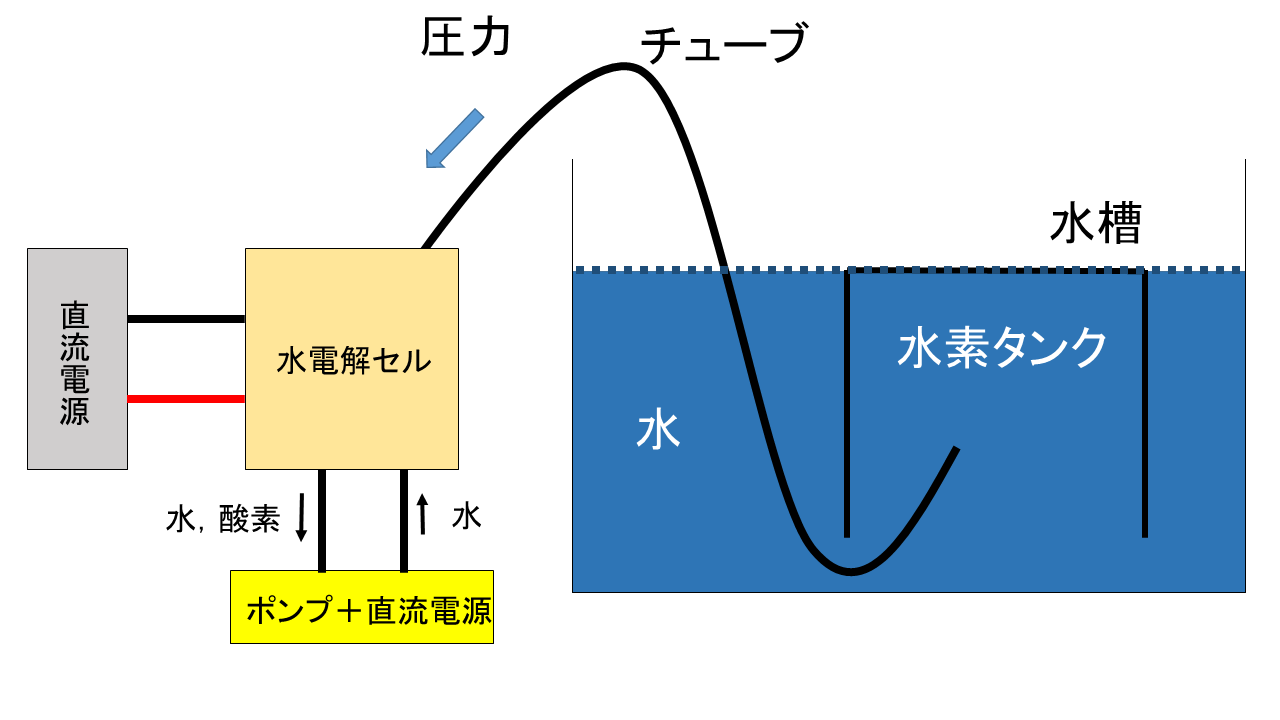 圧力
チューブ
水槽
直流電源
水電解セル
水素タンク
水
水，酸素
水
ポンプ＋直流電源